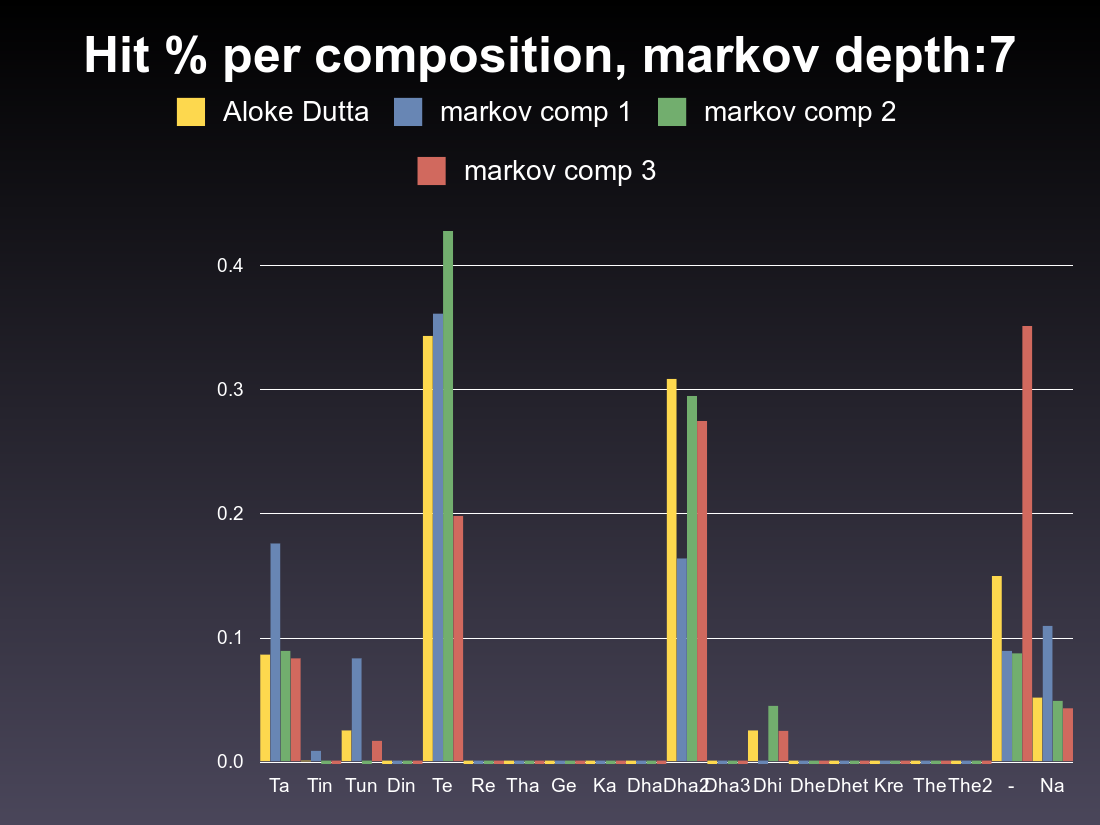 Hit % per composition, markov depth:7
Aloke Dutta markov comp 1 markov comp 2
markov comp 3
0.4
0.3
0.2
0.1
0.0
Ta Tin Tun Din Te Re Tha Ge Ka Dha Dha2 Dha3 Dhi Dhe Dhet Kre The The2 - Na